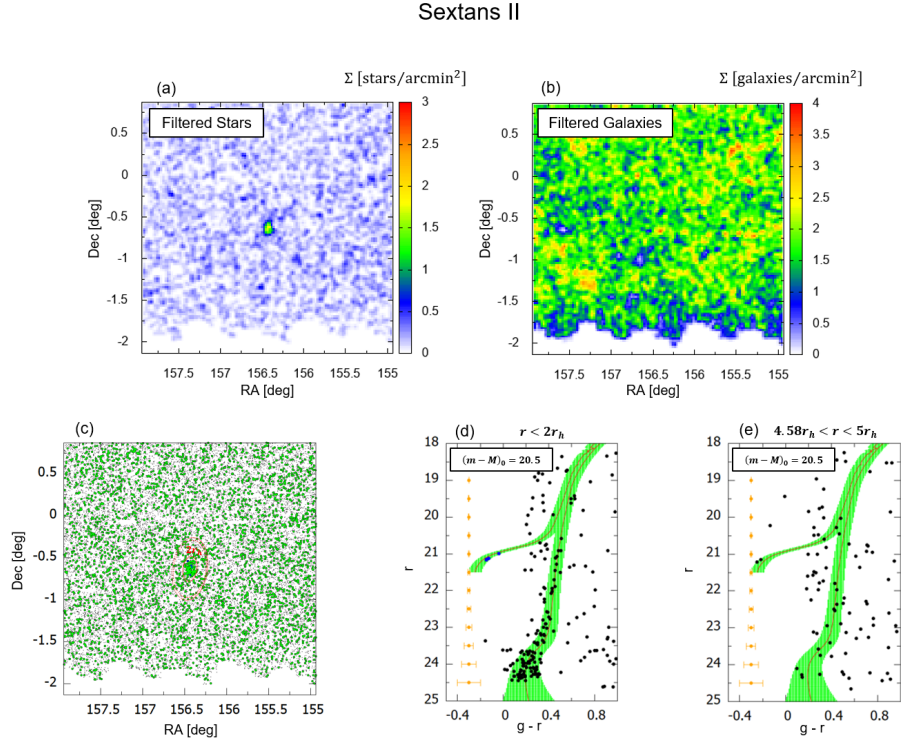 Sextans II
(a)
Σ [stars/arcmin²]
Filtered Stars
3
2.5
2
1.5
1
0.5
0
0.5
0
-0.5
-1
-1.5
-2
Dec [deg]
157.5 157 156.5 156 155.5 155
RA [deg]
(b)
Σ [galaxies/arcmin²]
Filtered Galaxies
4
3.5
3
2.5
2
1.5
1
0.5
0
0.5
0
-0.5
-1
-1.5
-2
Dec [deg]
157.5 157 156.5 156 155.5 155
RA [deg]
(c)
0.5
0
-0.5
-1
-1.5
-2
Dec [deg]
157.5 157 156.5 156 155.5 155
RA [deg]
(d)
r < 2r_h
(m − M)₀ = 20.5
18
19
20
21
22
23
24
25
r
-0.4 0 0.4 0.8
g - r
(e)
4.58r_h < r < 5r_h
(m − M)₀ = 20.5
18
19
20
21
22
23
24
25
r
-0.4 0 0.4 0.8
g - r